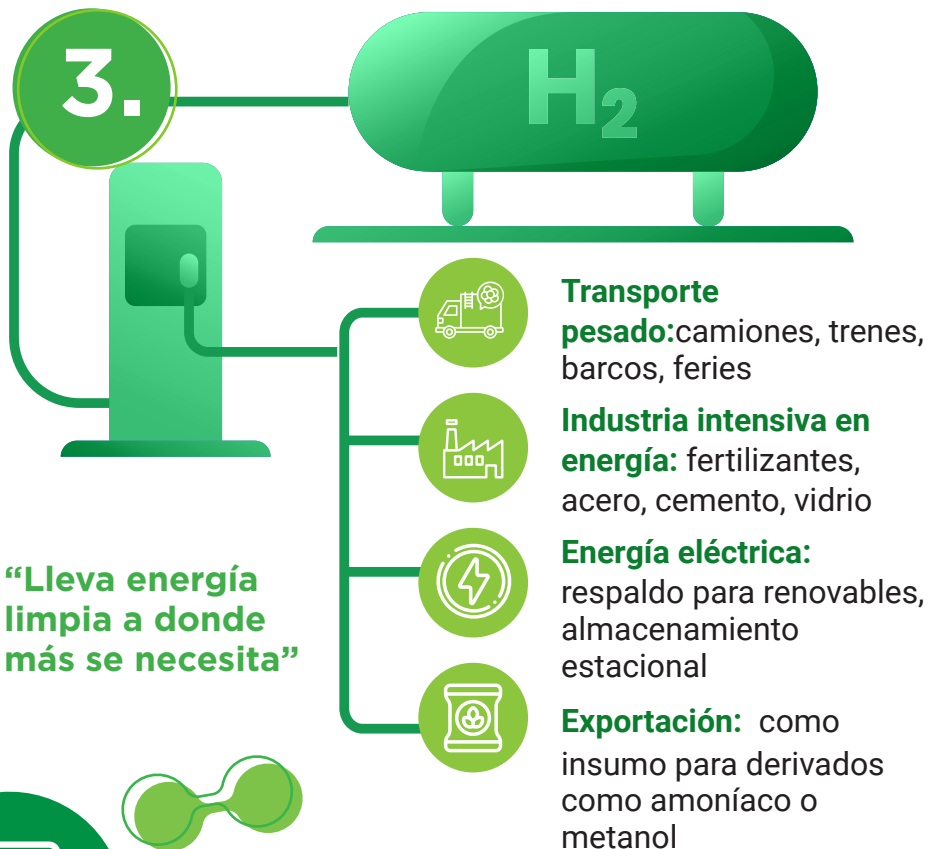 3.
H₂
Transporte
pesado:camiones, trenes,
barcos, feries
Industria intensiva en
energía: fertilizantes,
acero, cemento, vidrio
Energía eléctrica:
respaldo para renovables,
almacenamiento
estacional
Exportación: como
insumo para derivados
como amoníaco o
metanol
“Lleva energía
limpia a donde
más se necesita”